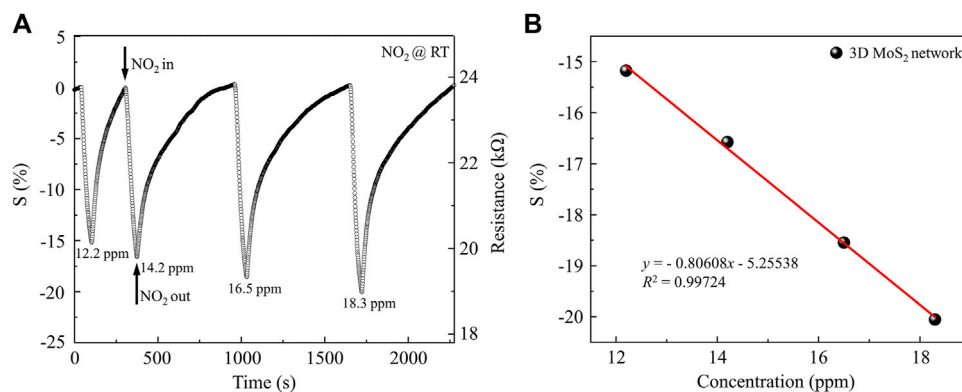 A
5
0
-5
-10
-15
-20
-25
S (%)
NO₂ in
NO₂ @ RT
12.2 ppm
14.2 ppm
NO₂ out
16.5 ppm
18.3 ppm
24
22
20
18
Resistance (kΩ)
0 500 1000 1500 2000
Time (s)
B
3D MoS₂ network
-15
-16
-17
-18
-19
-20
S (%)
y = - 0.80608x - 5.25538
R² = 0.99724
12 14 16 18
Concentration (ppm)